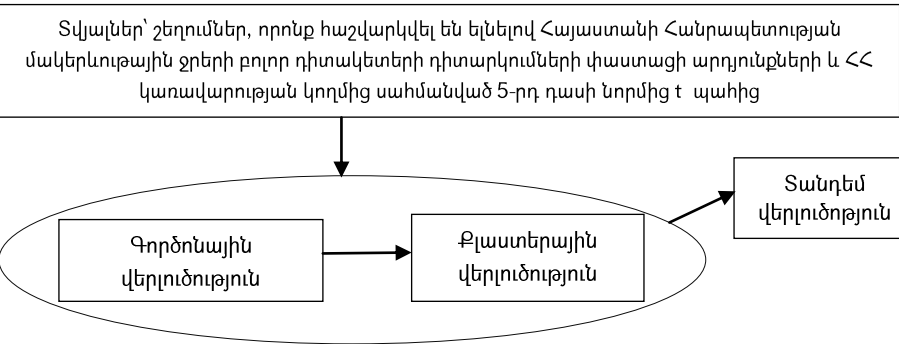 Տվյալներ՝ շեղումներ, որոնք հաշվարկվել են ելնելով Հայաստանի Հանրապետության
մակերևութային ջրերի բոլոր դիտակետերի դիտարկումների փաստացի արդյունքների և ՀՀ
կառավարության կողմից սահմանված 5-րդ դասի նորմից t պահից
Տանդեմ
վերլուծոթյուն
Գործոնային
վերլուծություն
Քլաստերային
վերլուծություն